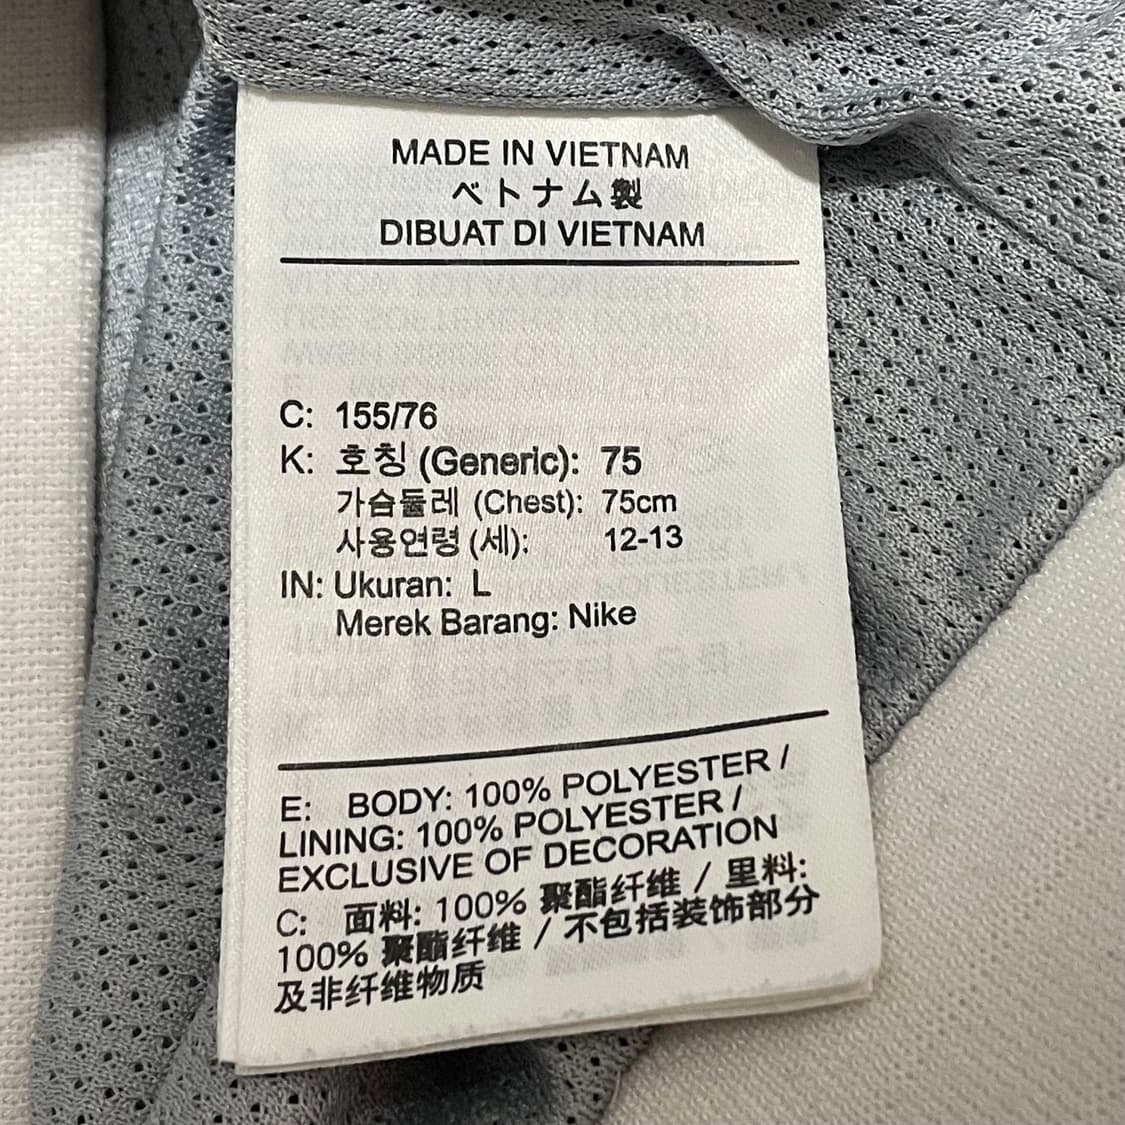 MADE IN VIETNAM
ベトナム製
DIBUAT DI VIETNAM
C: 155/76
K: 호칭 (Generic): 75
가슴둘레 (Chest): 75cm
사용연령 (세): 12-13
IN: Ukuran: L
Merek Barang: Nike
E: BODY: 100% POLYESTER /
LINING: 100% POLYESTER /
EXCLUSIVE OF DECORATION
C: 面料: 100% 聚酯纤维 / 里料:
100% 聚酯纤维 / 不包括装饰部分
及非纤维物质